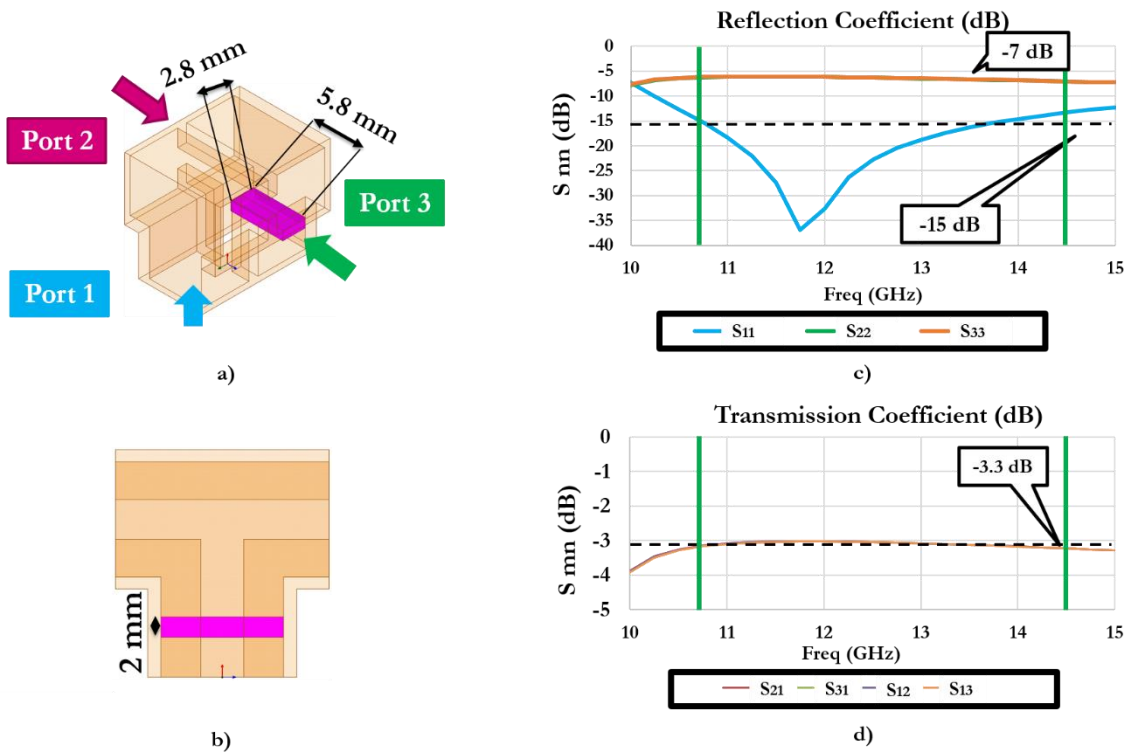 2.8 mm
5.8 mm
Port 2
Port 3
Port 1
a)
2 mm
b)
Reflection Coefficient (dB)
-7 dB
-15 dB
S nn (dB)
0
-5
-10
-15
-20
-25
-30
-35
-40
10
11
12
13
14
15
Freq (GHz)
S11
S22
S33
c)
Transmission Coefficient (dB)
-3.3 dB
S mn (dB)
0
-1
-2
-3
-4
-5
10
11
12
13
14
15
Freq (GHz)
S21
S31
S12
S13
d)